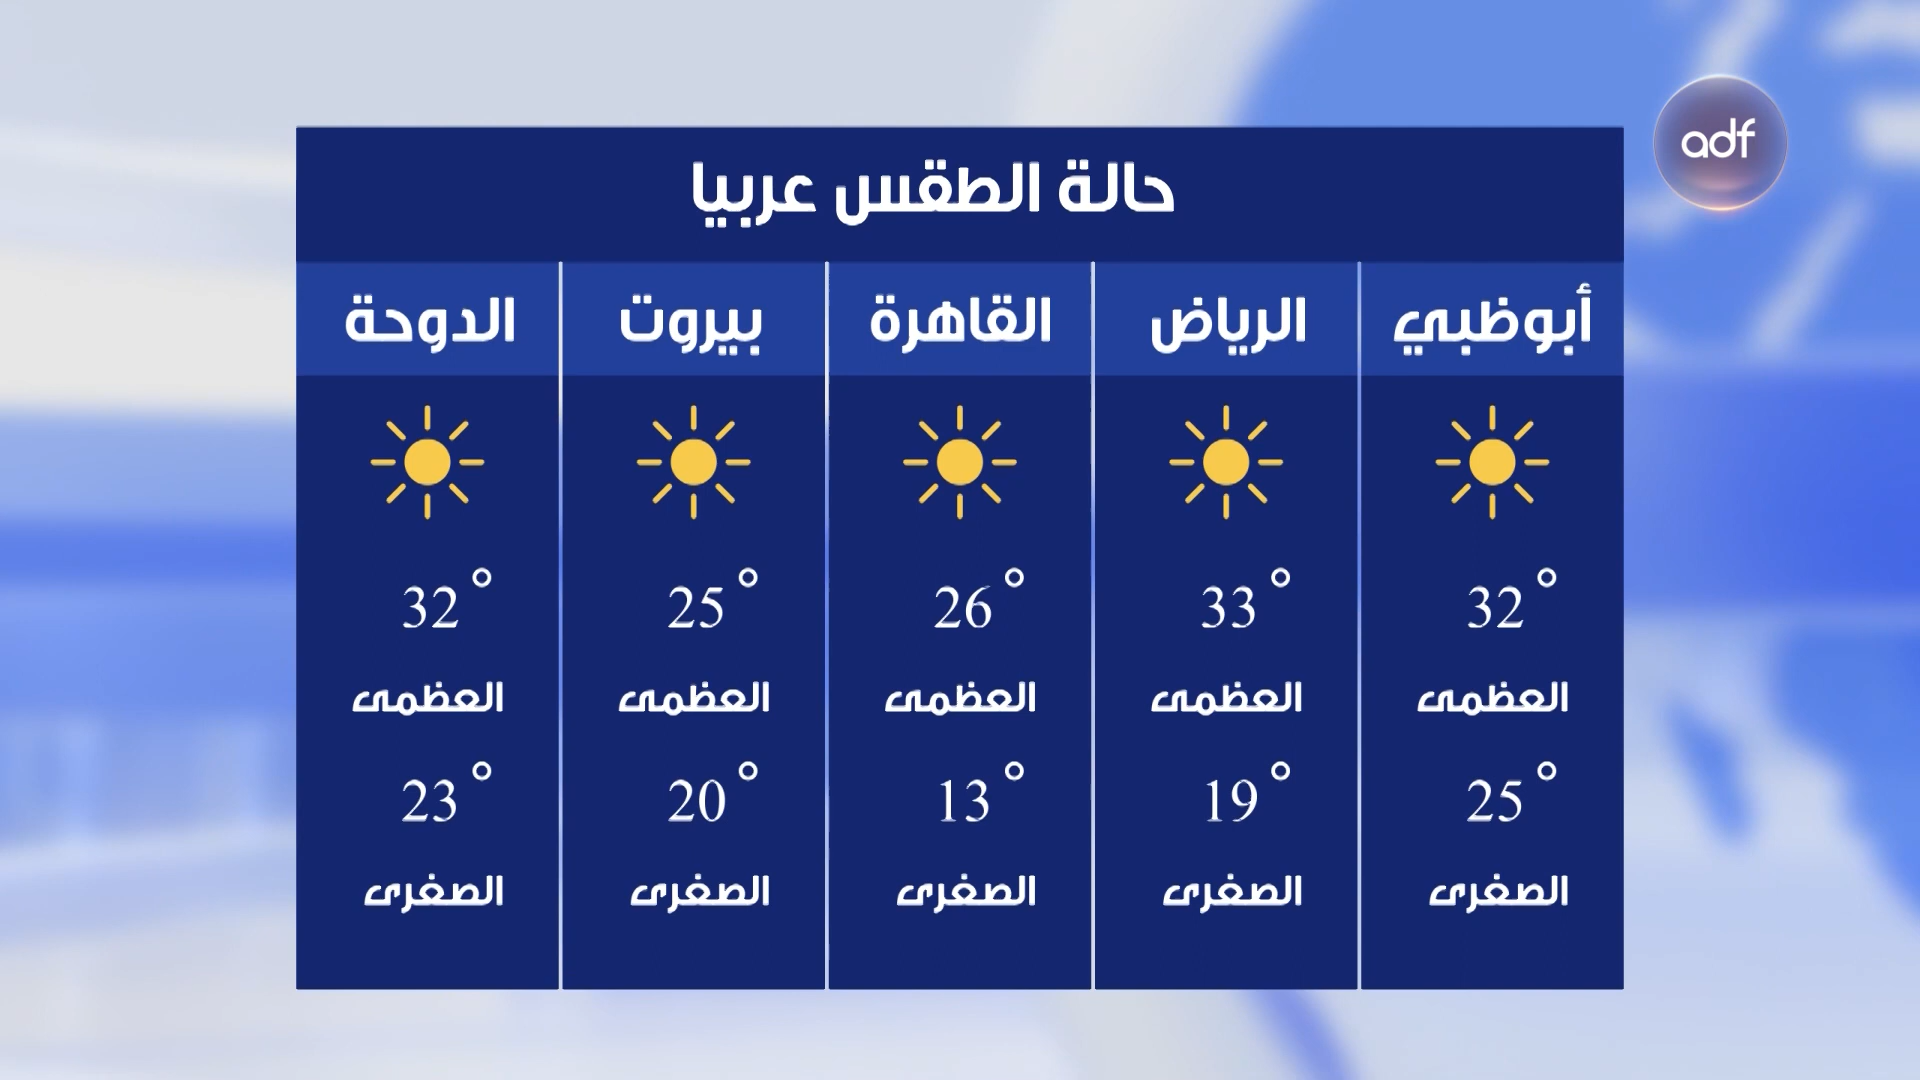 adf
حالة الطقس عربيا
أبوظبي الرياض القاهرة بيروت الدوحة
32° 33° 26° 25° 32°
العظمى العظمى العظمى العظمى العظمى
25° 19° 13° 20° 23°
الصغرى الصغرى الصغرى الصغرى الصغرى